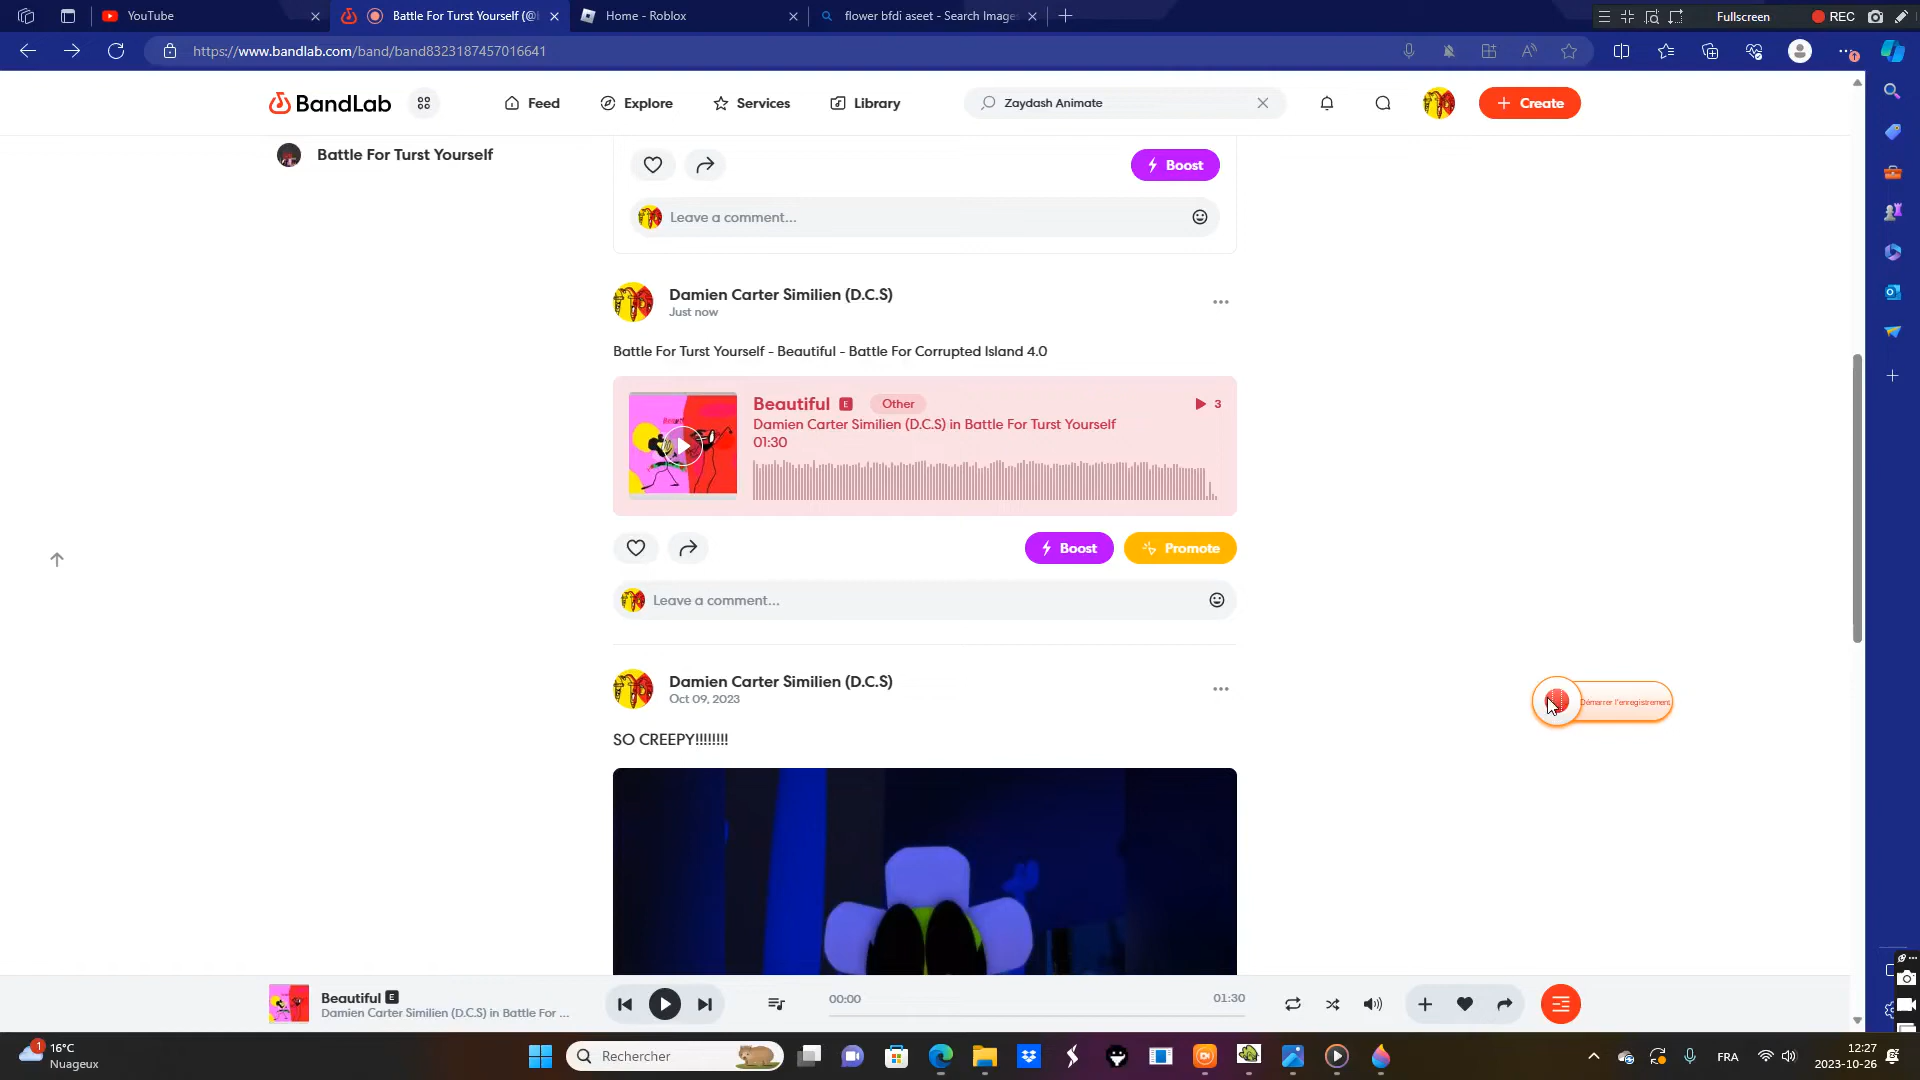 YouTube
Battle For Turst Yourself (@
Home - Roblox
flower bfdi aseet - Search Images
Fullscreen
REC
https://www.bandlab.com/band/band8323187457016641
BandLab
Feed
Explore
Services
Library
Zaydash Animate
Create
Battle For Turst Yourself
Boost
Leave a comment...
Damien Carter Similien (D.C.S)
Just now
Battle For Turst Yourself - Beautiful - Battle For Corrupted Island 4.0
Beautiful E Other
3
Damien Carter Similien (D.C.S) in Battle For Turst Yourself
01:30
Boost
Promote
Leave a comment...
Damien Carter Similien (D.C.S)
Oct 09, 2023
Démarrer l'enregistrement
SO CREEPY!!!!!!!!
Beautiful E
Damien Carter Similien (D.C.S) in Battle For ...
00:00
01:30
1
16°C
Nuageux
Rechercher
FRA
12:27
2023-10-26